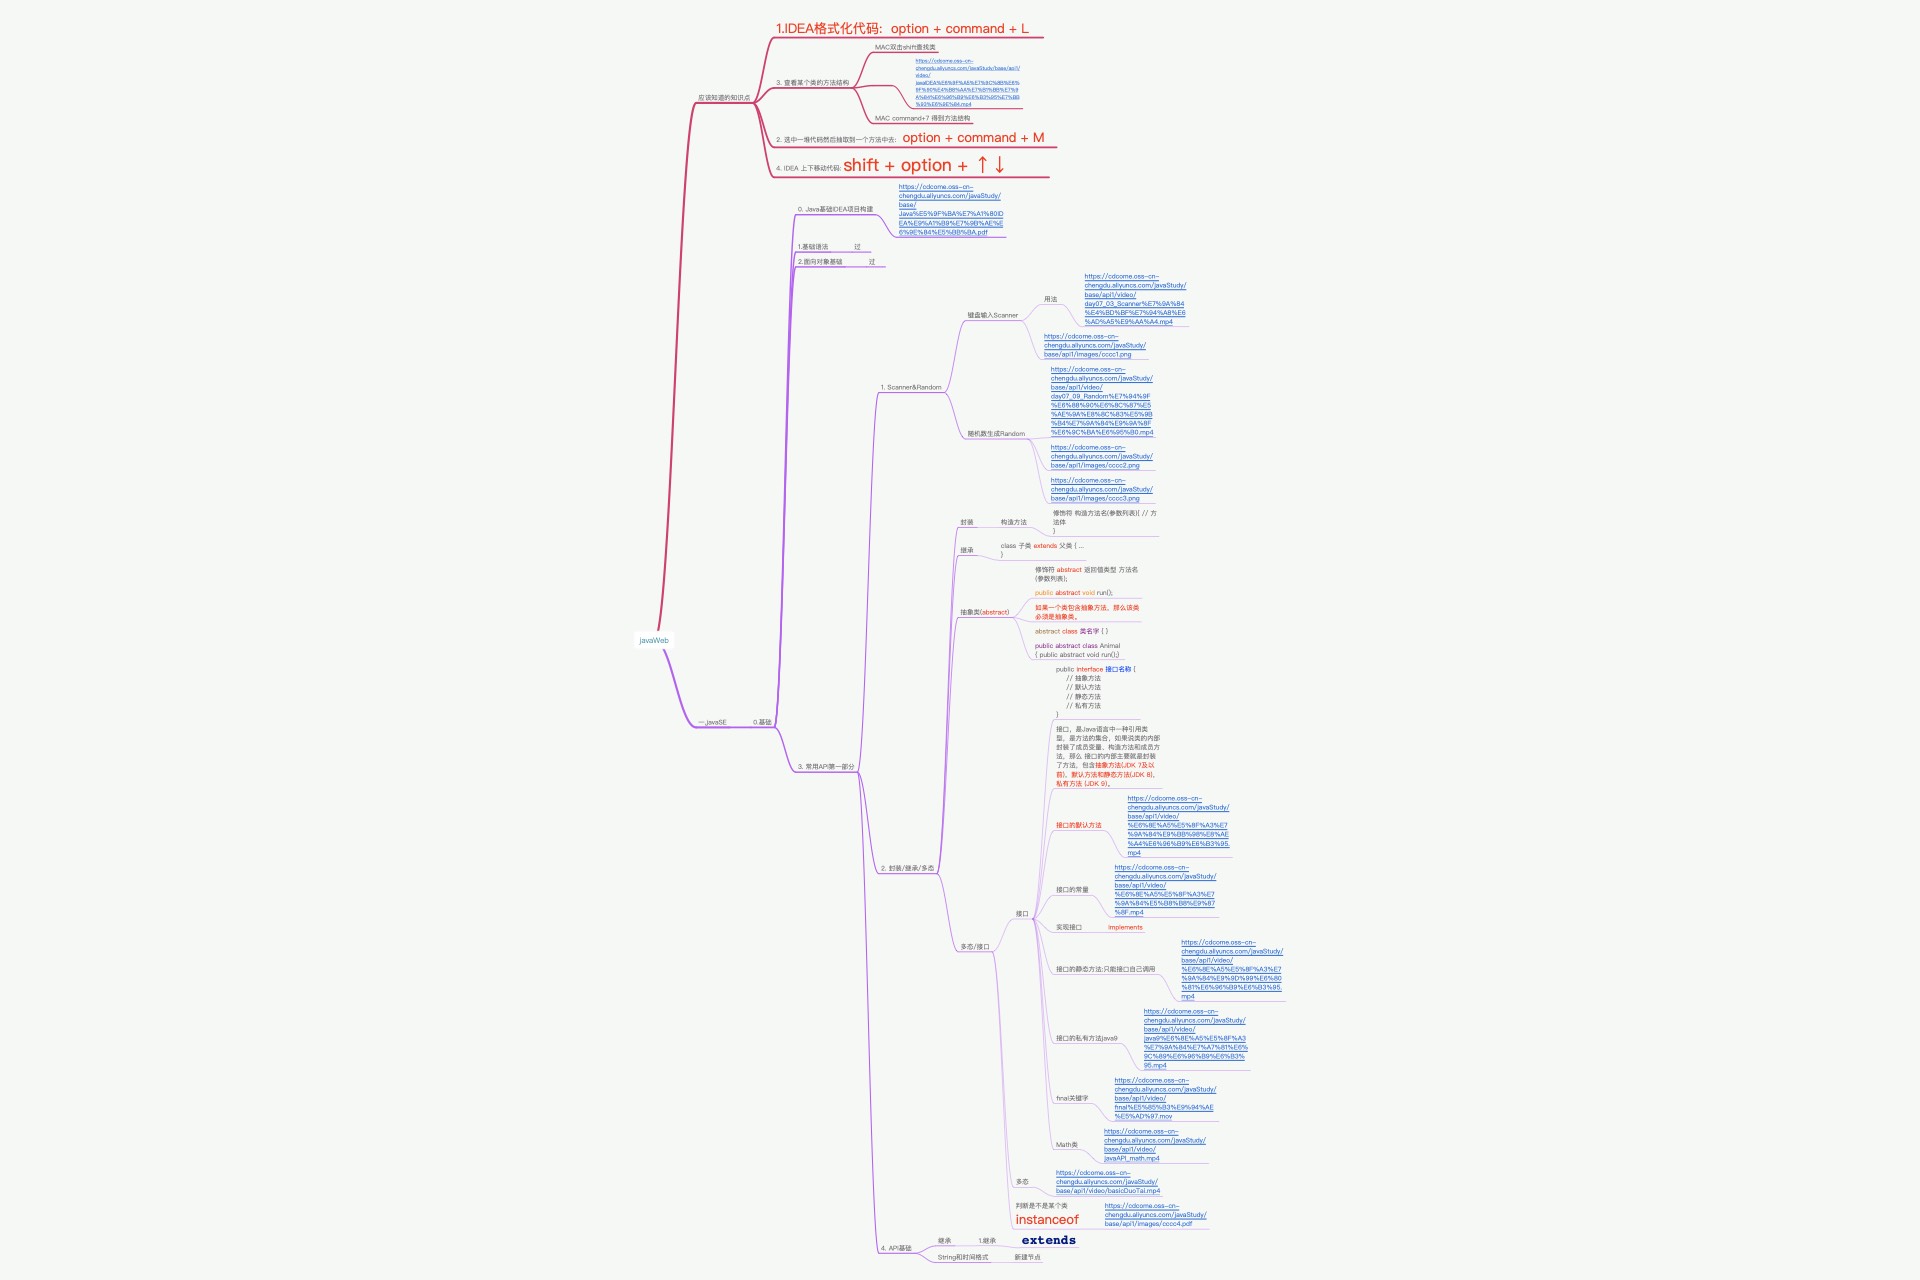 1.IDEA格式化代码: option + command + L
MAC双击shift查找类
https://cdcome.oss-cn-
chengdu.aliyuncs.com/javaStudy/base/api1/
video/
3. 查看某个类的方法结构
应该知道的知识点
MAC command+7 得到方法结构
2. 选中一堆代码然后抽取到一个方法中去: option + command + M
4. IDEA 上下移动代码: shift + option + ↑↓
https://cdcome.oss-cn-
chengdu.aliyuncs.com/javaStudy/
base/
Java%E5%9F%BA%E7%A1%80ID
EA%E9%A1%B9%E7%9B%AE%E
6%9E%84%E5%BB%BA.pdf
0. Java基础IDEA项目构建
1.基础语法 过
2.面向对象基础 过
https://cdcome.oss-cn-
chengdu.aliyuncs.com/javaStudy/
base/api1/video/
day07_03_Scanner%E7%9A%84
%E4%BD%BF%E7%94%A8%E6
%AD%A5%E9%AA%A4.mp4
用法
键盘输入Scanner
https://cdcome.oss-cn-
chengdu.aliyuncs.com/javaStudy/
base/api1/images/cccc1.png
1. Scanner&Random
https://cdcome.oss-cn-
chengdu.aliyuncs.com/javaStudy/
base/api1/video/
day07_09_Random%E7%94%9F
%E6%88%90%E6%8C%87%E5
%AE%9A%E8%8C%83%E5%9B
%B4%E7%9A%84%E9%9A%8F
%E6%9C%BA%E6%95%B0.mp4
随机数生成Random
https://cdcome.oss-cn-
chengdu.aliyuncs.com/javaStudy/
base/api1/images/cccc2.png
https://cdcome.oss-cn-
chengdu.aliyuncs.com/javaStudy/
base/api1/images/cccc3.png
封装 构造方法
修饰符 构造方法名(参数列表){ // 方
法体
}
继承
class 子类 extends 父类 { ...
}
修饰符 abstract 返回值类型 方法名
(参数列表);
public abstract void run();
抽象类(abstract)
如果一个类包含抽象方法，那么该类
必须是抽象类。
abstract class 类名字 { }
public abstract class Animal
{ public abstract void run();}
javaWeb
public interface 接口名称 {
// 抽象方法
// 默认方法
// 静态方法
// 私有方法
}
一.javaSE 0.基础
接口，是Java语言中一种引用类
型，是方法的集合，如果说类的内部
封装了成员变量、构造方法和成员方
法，那么 接口的内部主要就是封装
了方法，包含抽象方法(JDK 7及以
前)，默认方法和静态方法(JDK 8)，
私有方法 (JDK 9)。
3. 常用API第一部分
https://cdcome.oss-cn-
chengdu.aliyuncs.com/javaStudy/
base/api1/video/
%E6%8E%A5%E5%8F%A3%E7
%9A%84%E9%BB%98%E8%AE
%A4%E6%96%B9%E6%B3%95.
mp4
接口的默认方法
2. 封装/继承/多态
https://cdcome.oss-cn-
chengdu.aliyuncs.com/javaStudy/
base/api1/video/
%E6%8E%A5%E5%8F%A3%E7
%9A%84%E5%B8%B8%E9%87
%8F.mp4
接口的常量
接口
实现接口 implements
多态/接口
https://cdcome.oss-cn-
chengdu.aliyuncs.com/javaStudy/
base/api1/video/
%E6%8E%A5%E5%8F%A3%E7
%9A%84%E9%9D%99%E6%80
%81%E6%96%B9%E6%B3%95.
mp4
接口的静态方法:只能接口自己调用
https://cdcome.oss-cn-
chengdu.aliyuncs.com/javaStudy/
base/api1/video/
java9%E6%8E%A5%E5%8F%A3
%E7%9A%84%E7%A7%81%E6%
9C%89%E6%96%B9%E6%B3%
95.mp4
接口的私有方法java9
https://cdcome.oss-cn-
chengdu.aliyuncs.com/javaStudy/
base/api1/video/
final%E5%85%B3%E9%94%AE
%E5%AD%97.mov
final关键字
https://cdcome.oss-cn-
chengdu.aliyuncs.com/javaStudy/
base/api1/video/
javaAPI_math.mp4
Math类
https://cdcome.oss-cn-
chengdu.aliyuncs.com/javaStudy/
base/api1/video/basicDuoTai.mp4
多态
判断是不是某个类
instanceof
https://cdcome.oss-cn-
chengdu.aliyuncs.com/javaStudy/
base/api1/images/cccc4.pdf
4. API基础
继承 1.继承 extends
String和时间格式 新建节点